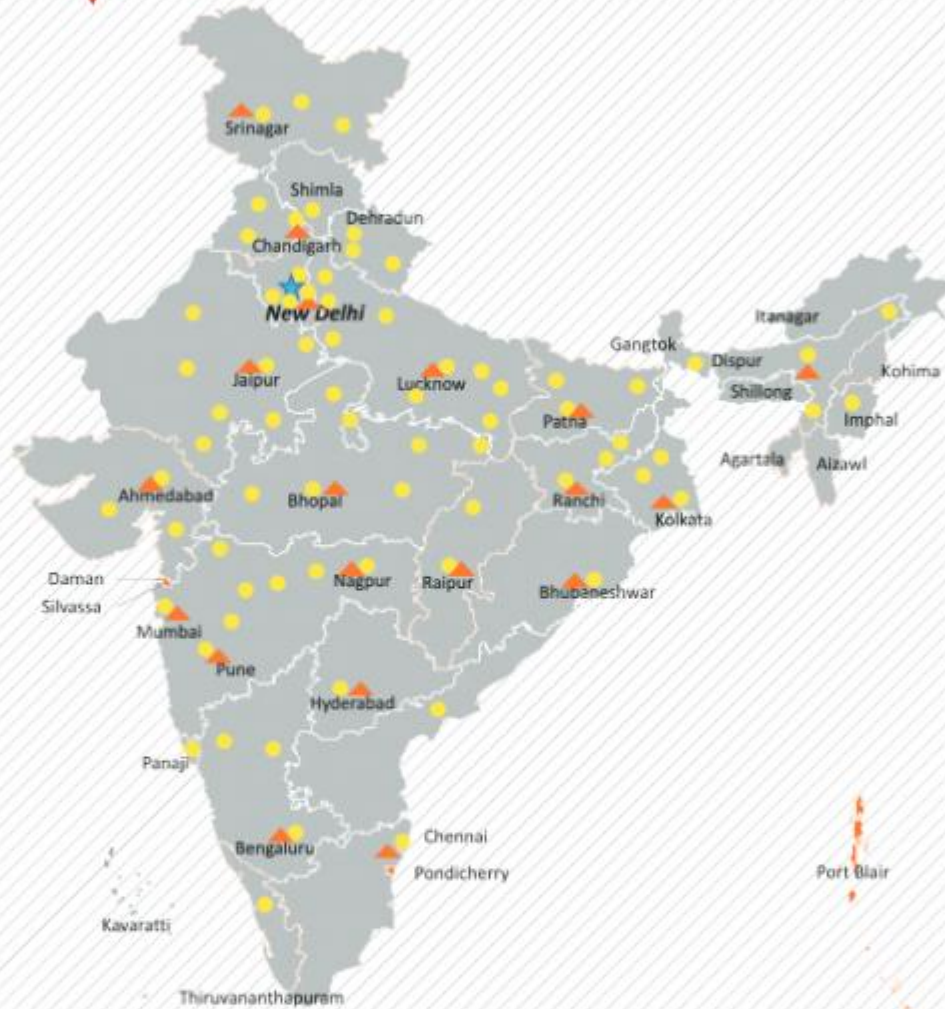 Srinagar
Shimla
Dehradun
Chandigarh
New Delhi
Itanagar
Gangtok
Dispur
Kohima
Jaipur
Lucknow
Shillong
Imphal
Patna
Agartala
Aizawl
Ahmedabad
Bhopal
Ranchi
Kolkata
Daman
Nagpur
Raipur
Bhubaneshwar
Silvassa
Mumbai
Pune
Hyderabad
Panaji
Chennai
Bengaluru
Pondicherry
Port Blair
Kavaratti
Thiruvananthapuram